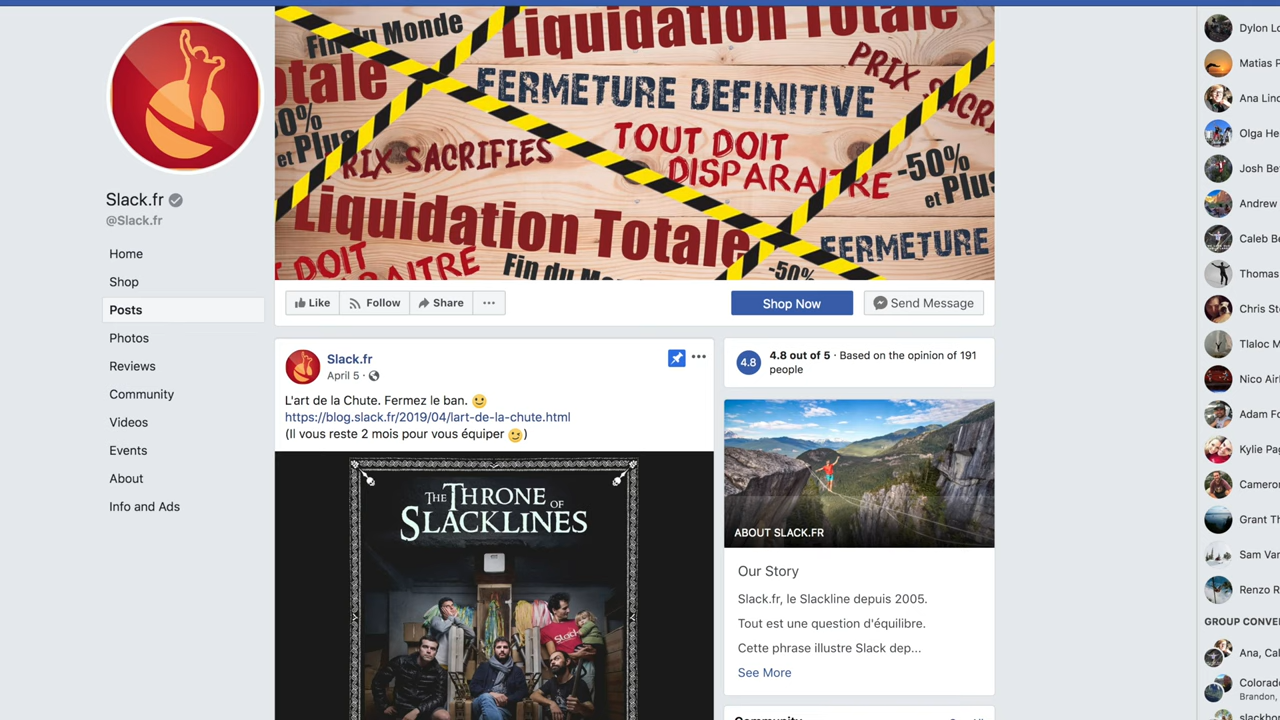 Slack.fr
@Slack.fr
Home
Shop
Posts
Photos
Reviews
Community
Videos
Events
About
Info and Ads
Fin du Monde
Liquidation Totale
otale
FERMETURE DEFINITIVE
PRIX SACRI
et Plus
PRIX SACRIFIES
TOUT DOIT
DISPARAITRE
-50%
et Plus
Liquidation Totale
FERMETURE
DOIT
AITRE
Fin du Mo
-50%
Like
Follow
Share
Shop Now
Send Message
Slack.fr
April 5
L'art de la Chute. Fermez le ban.
https://blog.slack.fr/2019/04/lart-de-la-chute.html
(Il vous reste 2 mois pour vous équiper )
THE THRONE OF
SLACKLINES
Slack
4.8
4.8 out of 5 · Based on the opinion of 191
people
ABOUT SLACK.FR
Our Story
Slack.fr, le Slackline depuis 2005.
Tout est une question d'équilibre.
Cette phrase illustre Slack dep...
See More
Dylon Lo
Matias P
Ana Linc
Olga He
Josh Be
Andrew
Caleb Be
Thomas
Chris St
Tlaloc M
Nico Airl
Adam Fo
Kylie Pag
Cameron
Grant Th
Sam Var
Renzo R
GROUP CONVE
Ana, Cal
Colorado
Brandon,